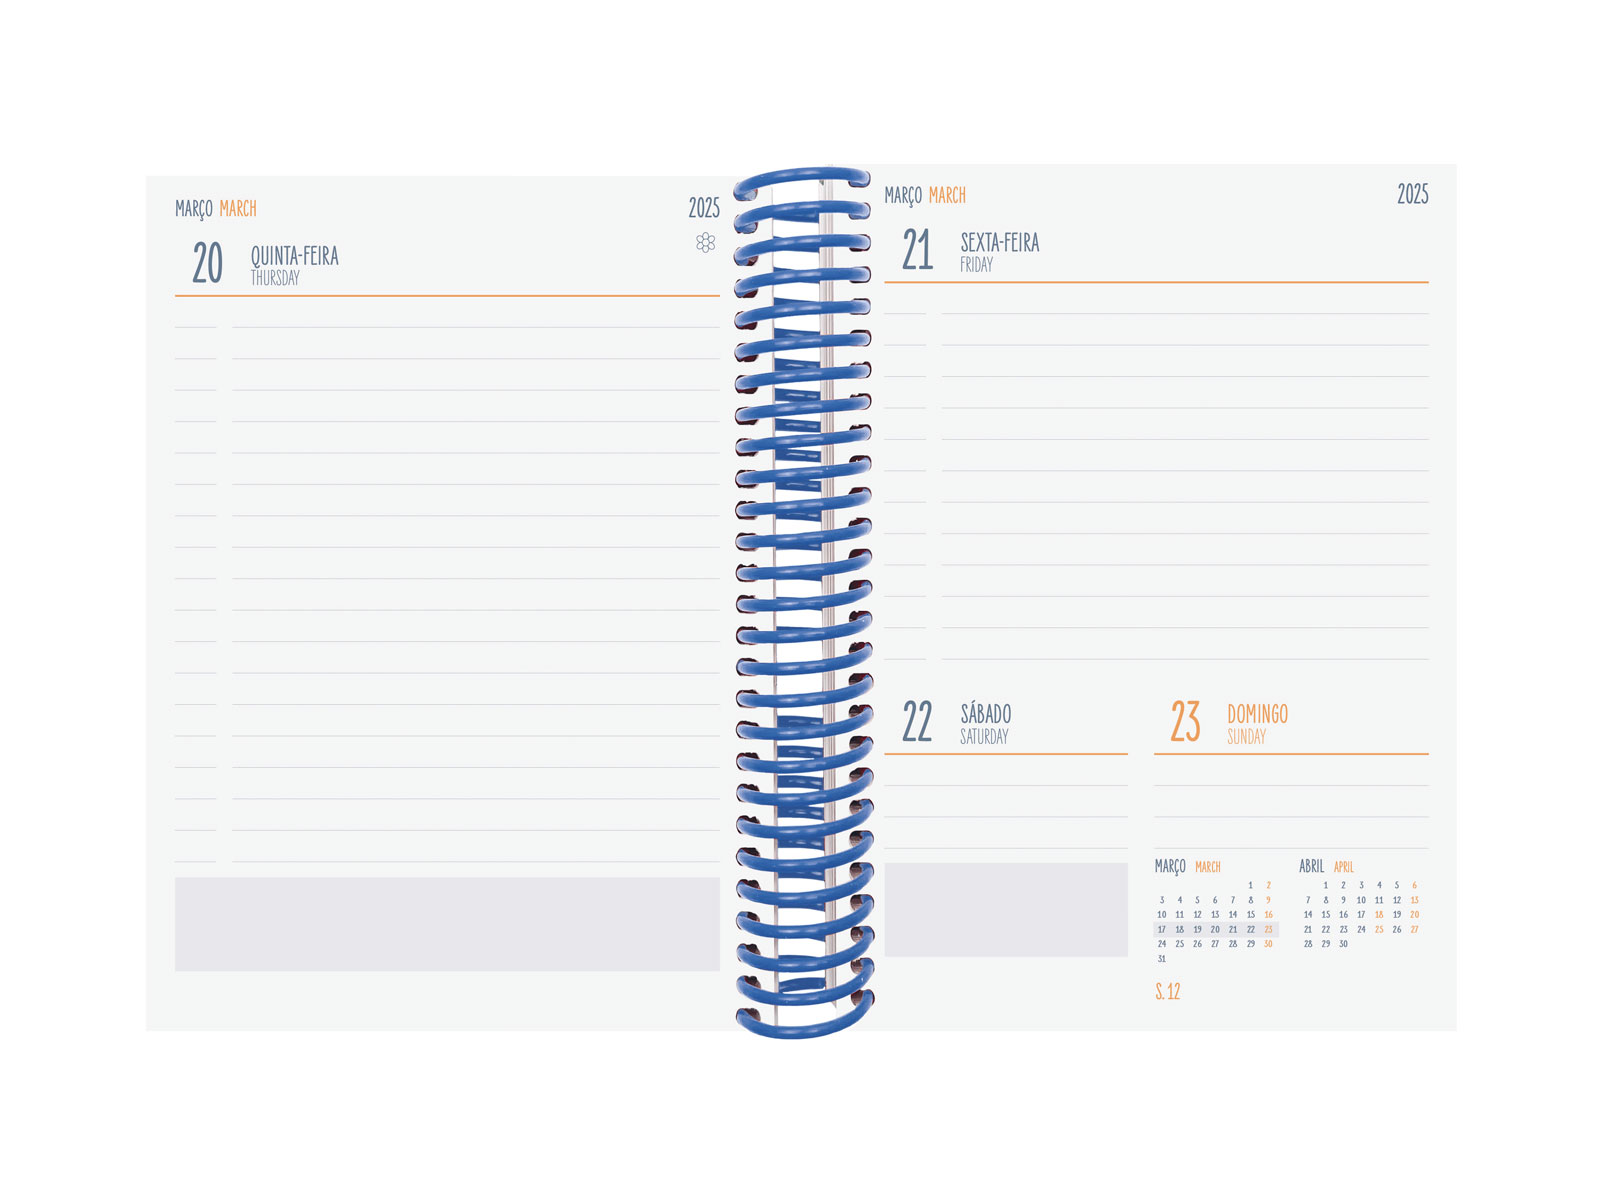 MARÇO MARCH 2025
20 QUINTA-FEIRA
THURSDAY
MARÇO MARCH 2025
21 SEXTA-FEIRA
FRIDAY
22 SÁBADO
SATURDAY
23 DOMINGO
SUNDAY
MARÇO MARCH
1 2
3 4 5 6 7 8 9
10 11 12 13 14 15 16
17 18 19 20 21 22 23
24 25 26 27 28 29 30
31
ABRIL APRIL
1 2 3 4 5 6
7 8 9 10 11 12 13
14 15 16 17 18 19 20
21 22 23 24 25 26 27
28 29 30
S. 12